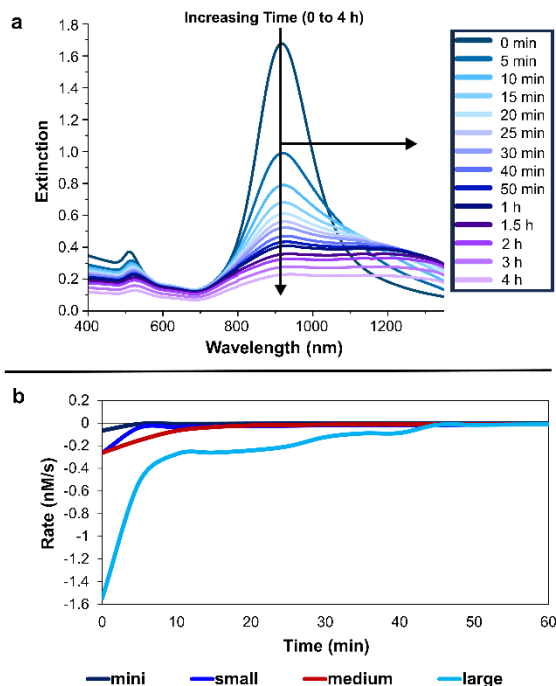 a
Increasing Time (0 to 4 h)
Extinction
1.8
1.6
1.4
1.2
1.0
0.8
0.6
0.4
0.2
0.0
400
600
800
1000
1200
Wavelength (nm)
0 min
5 min
10 min
15 min
20 min
25 min
30 min
40 min
50 min
1 h
1.5 h
2 h
3 h
4 h
b
Rate (nM/s)
0.2
0
-0.2
-0.4
-0.6
-0.8
-1
-1.2
-1.4
-1.6
0
10
20
30
40
50
60
Time (min)
mini small medium large